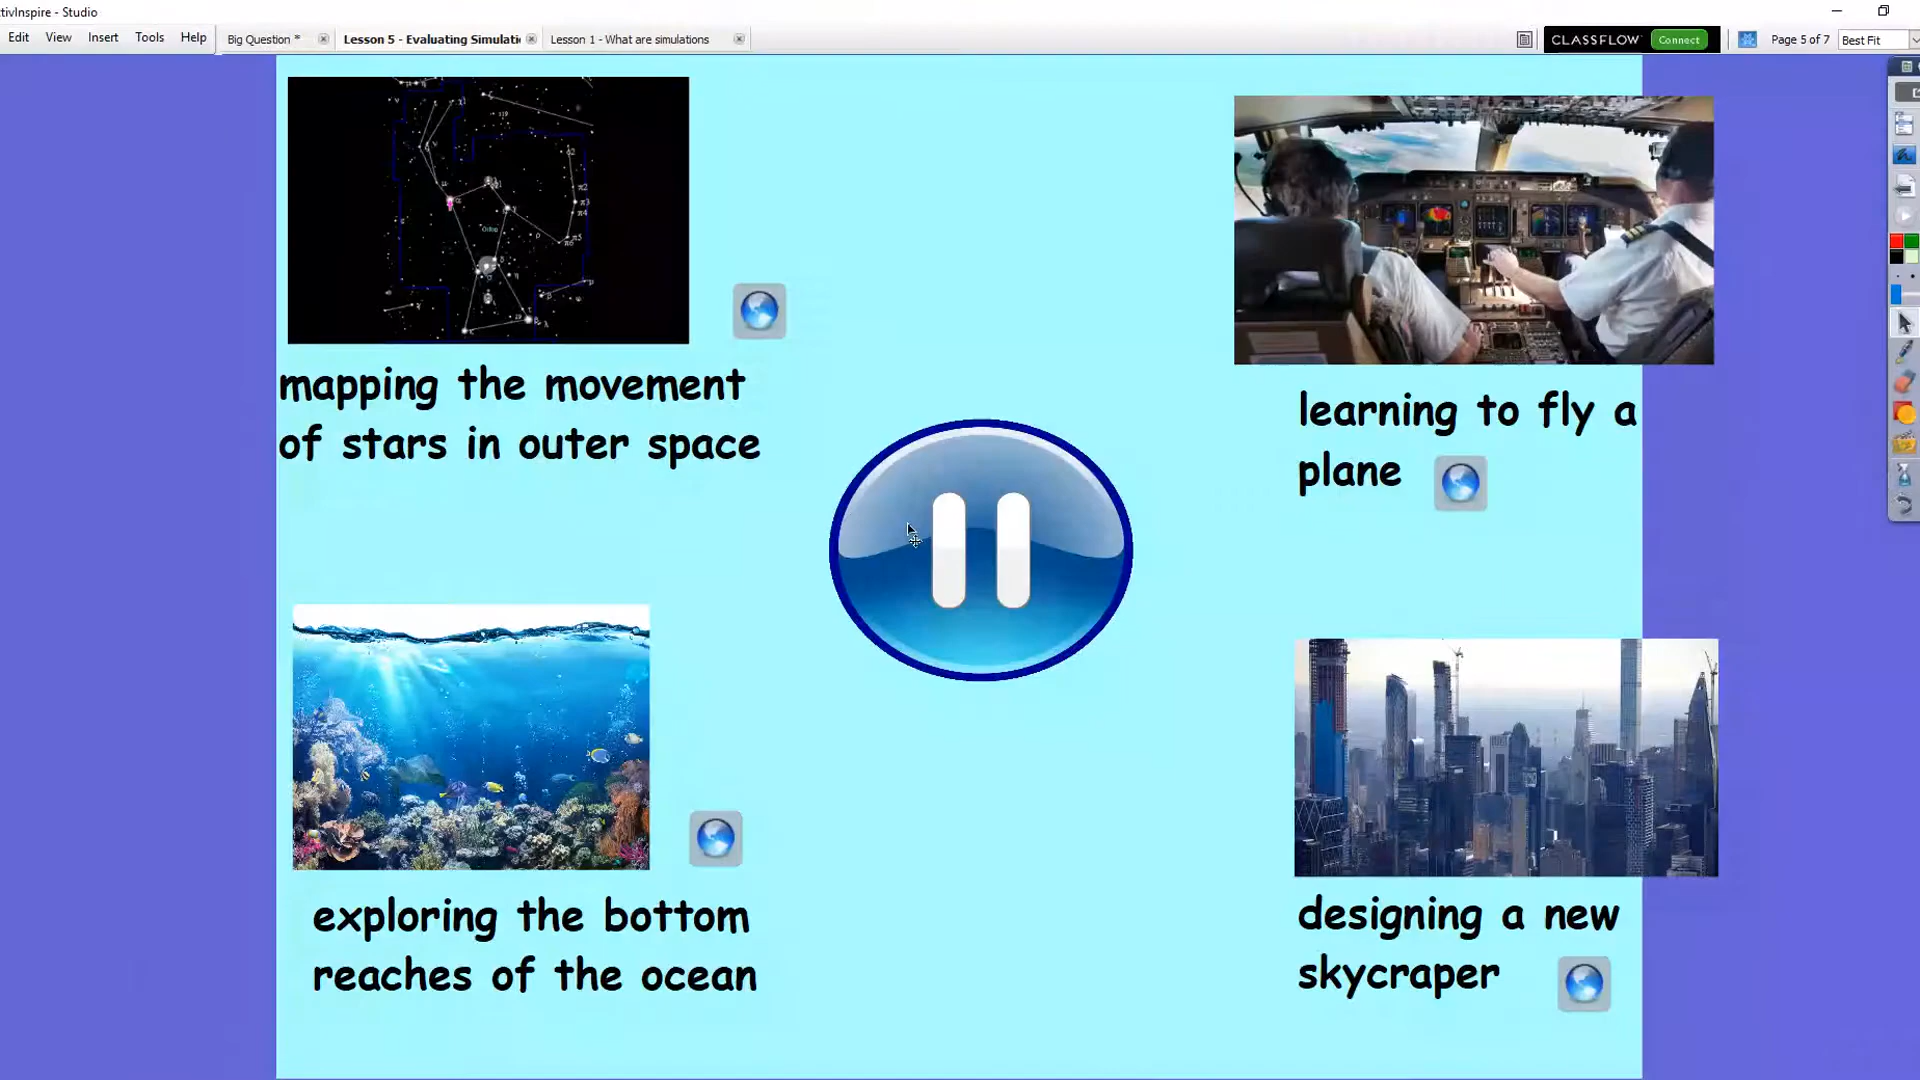 tivInspire - Studio
Edit View Insert Tools Help
Big Question *
Lesson 5 - Evaluating Simulati
Lesson 1 - What are simulations
CLASSFLOW Connect
Page 5 of 7
Best Fit
mapping the movement
of stars in outer space
learning to fly a
plane
exploring the bottom
reaches of the ocean
designing a new
skycraper